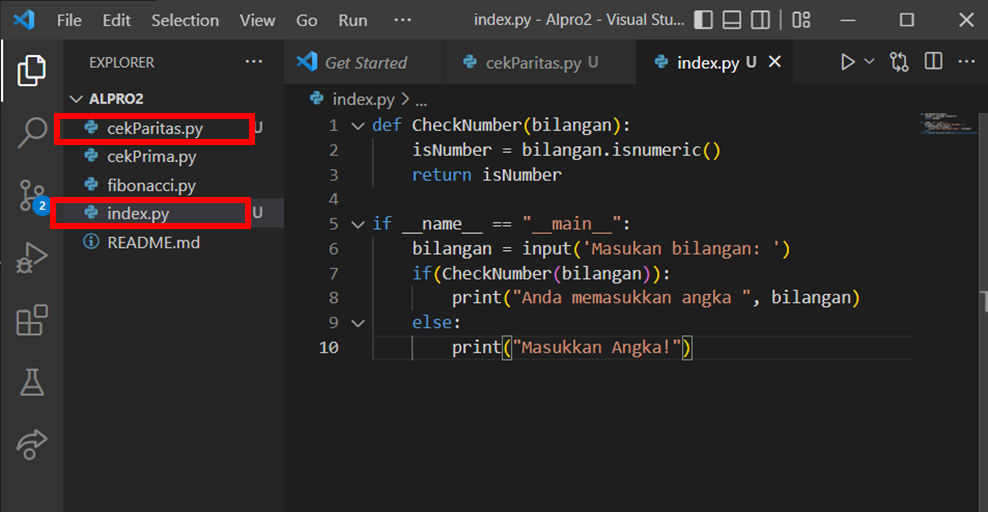 File Edit Selection View Go Run ··· index.py - Alpro2 - Visual Stu...
EXPLORER ···
Get Started
cekParitas.py U
index.py U
ALPRO2
cekParitas.py U
cekPrima.py
fibonacci.py
index.py U
README.md
2
index.py > ...
1 def CheckNumber(bilangan):
2 isNumber = bilangan.isnumeric()
3 return isNumber
4
5 if __name__ == "__main__":
6 bilangan = input('Masukan bilangan: ')
7 if(CheckNumber(bilangan)):
8 print("Anda memasukkan angka ", bilangan)
9 else:
10 print("Masukkan Angka!")